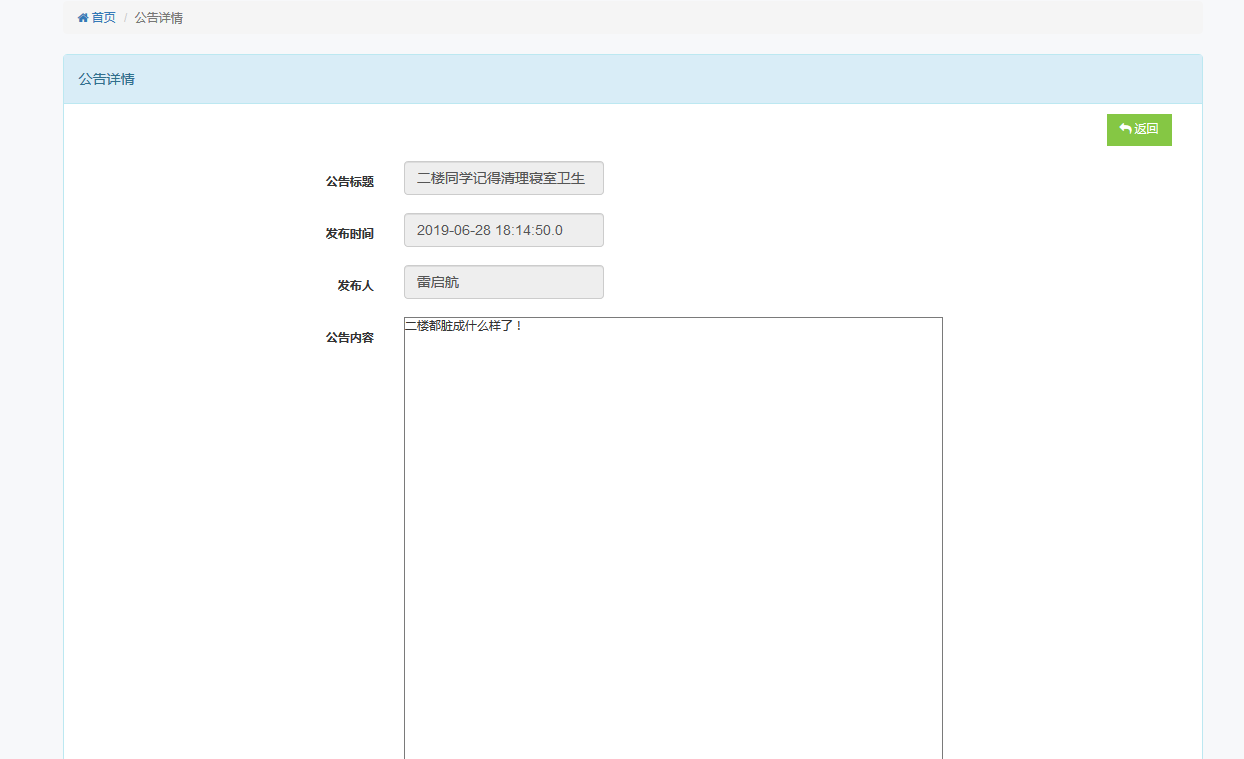 首页 / 公告详情
公告详情
返回
公告标题 二楼同学记得清理寝室卫生
发布时间 2019-06-28 18:14:50.0
发布人 雷启航
公告内容 二楼都脏成什么样了！